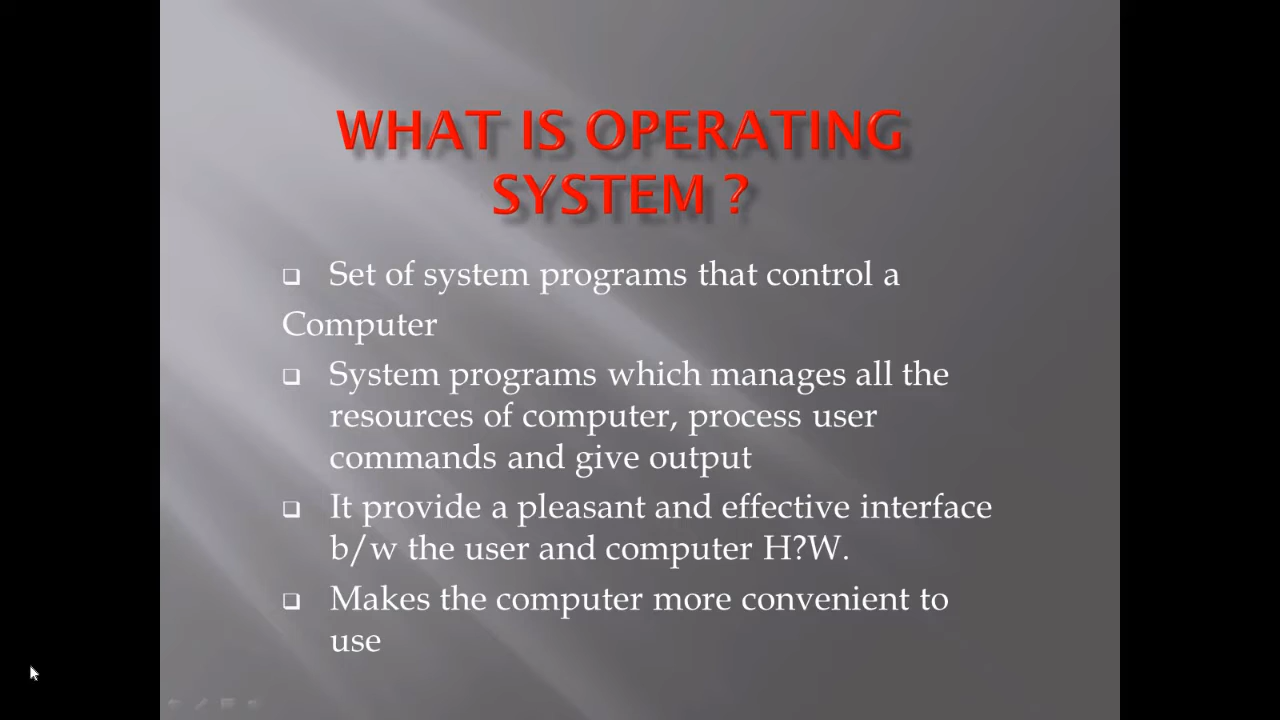 WHAT IS OPERATING
SYSTEM ?
Set of system programs that control a
Computer
System programs which manages all the
resources of computer, process user
commands and give output
It provide a pleasant and effective interface
b/w the user and computer H?W.
Makes the computer more convenient to
use